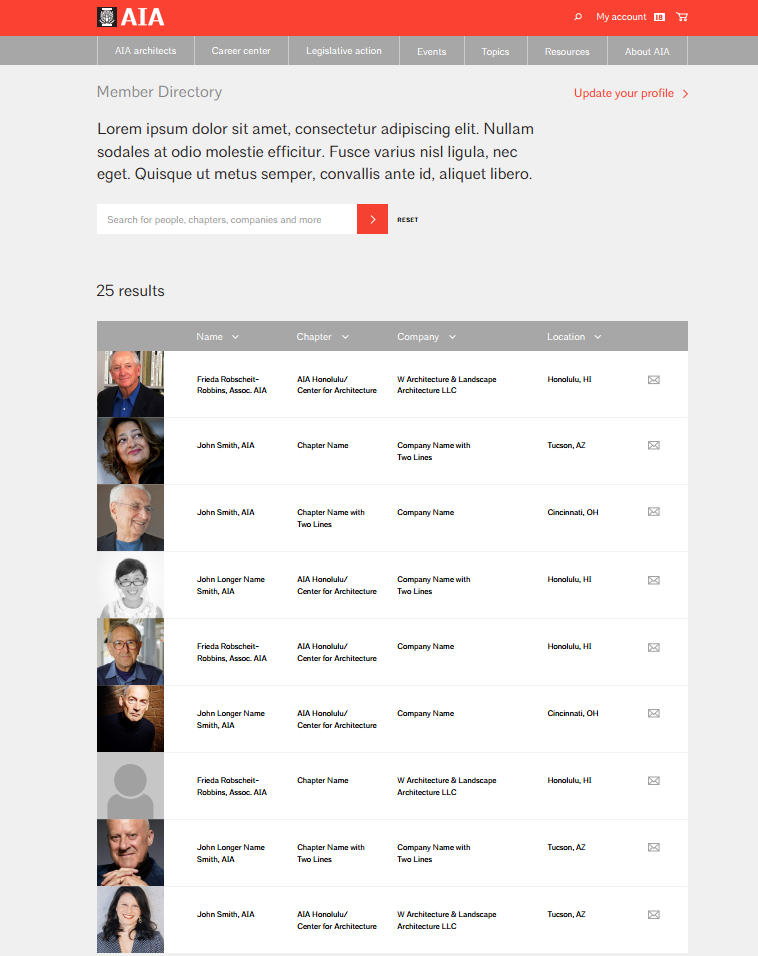 AIA
My account 18
AIA architects Career center Legislative action Events Topics Resources About AIA
Member Directory
Update your profile
Lorem ipsum dolor sit amet, consectetur adipiscing elit. Nullam
sodales at odio molestie efficitur. Fusce varius nisl ligula, nec
eget. Quisque ut metus semper, convallis ante id, aliquet libero.
Search for people, chapters, companies and more
RESET
25 results
Name Chapter Company Location
Frieda Robscheit- AIA Honolulu/ W Architecture & Landscape Honolulu, HI
Robbins, Assoc. AIA Center for Architecture Architecture LLC
John Smith, AIA Chapter Name Company Name with Tucson, AZ
Two Lines
John Smith, AIA Chapter Name with Company Name Cincinnati, OH
Two Lines
John Longer Name AIA Honolulu/ Company Name with Honolulu, HI
Smith, AIA Center for Architecture Two Lines
Frieda Robscheit- AIA Honolulu/ Company Name Honolulu, HI
Robbins, Assoc. AIA Center for Architecture
John Longer Name AIA Honolulu/ Company Name Cincinnati, OH
Smith, AIA Center for Architecture
Frieda Robscheit- Chapter Name W Architecture & Landscape Honolulu, HI
Robbins, Assoc. AIA Architecture LLC
John Longer Name Chapter Name with Company Name with Tucson, AZ
Smith, AIA Two Lines Two Lines
John Smith, AIA AIA Honolulu/ W Architecture & Landscape Tucson, AZ
Center for Architecture Architecture LLC